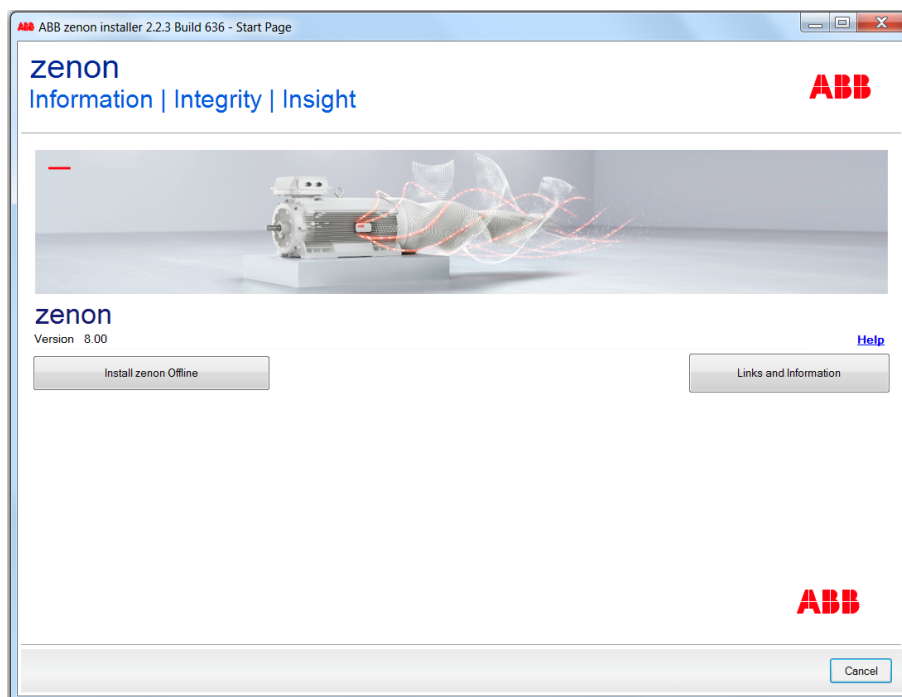 ABB ABB zenon installer 2.2.3 Build 636 - Start Page
zenon
Information | Integrity | Insight
ABB
zenon
Version 8.00
Help
Install zenon Offline
Links and Information
ABB
Cancel